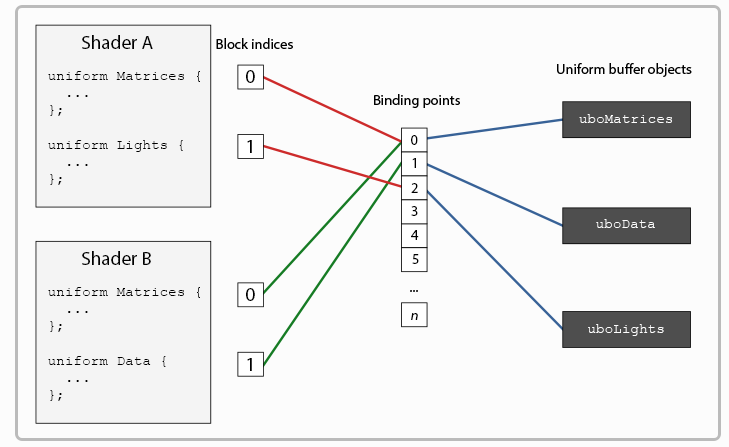 Shader A
uniform Matrices {
...
};
uniform Lights {
...
};
Block indices
0
1
Shader B
uniform Matrices {
...
};
uniform Data {
...
};
0
1
Binding points
0
1
2
3
4
5
...
n
Uniform buffer objects
uboMatrices
uboData
uboLights